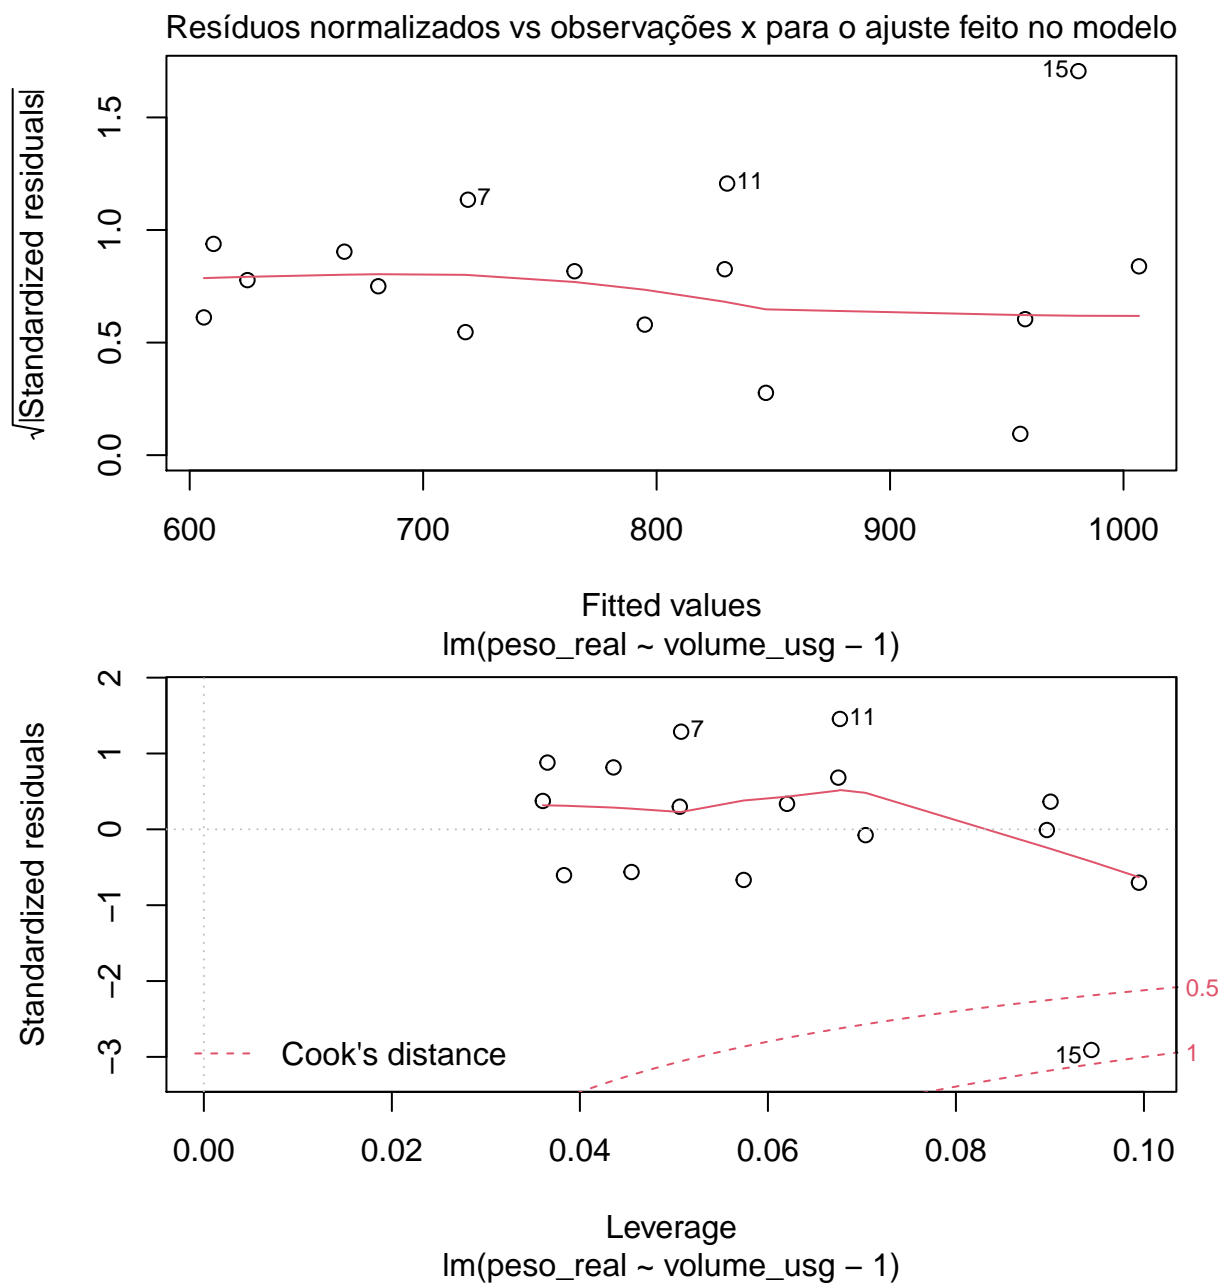 Resíduos normalizados vs observações x para o ajuste feito no modelo
√|Standardized residuals|
0.0 0.5 1.0 1.5
15
11
7
600 700 800 900 1000
Fitted values
lm(peso_real ~ volume_usg − 1)
Standardized residuals
−3 −2 −1 0 1 2
7
11
0.5
Cook's distance
15
1
0.00 0.02 0.04 0.06 0.08 0.10
Leverage
lm(peso_real ~ volume_usg − 1)